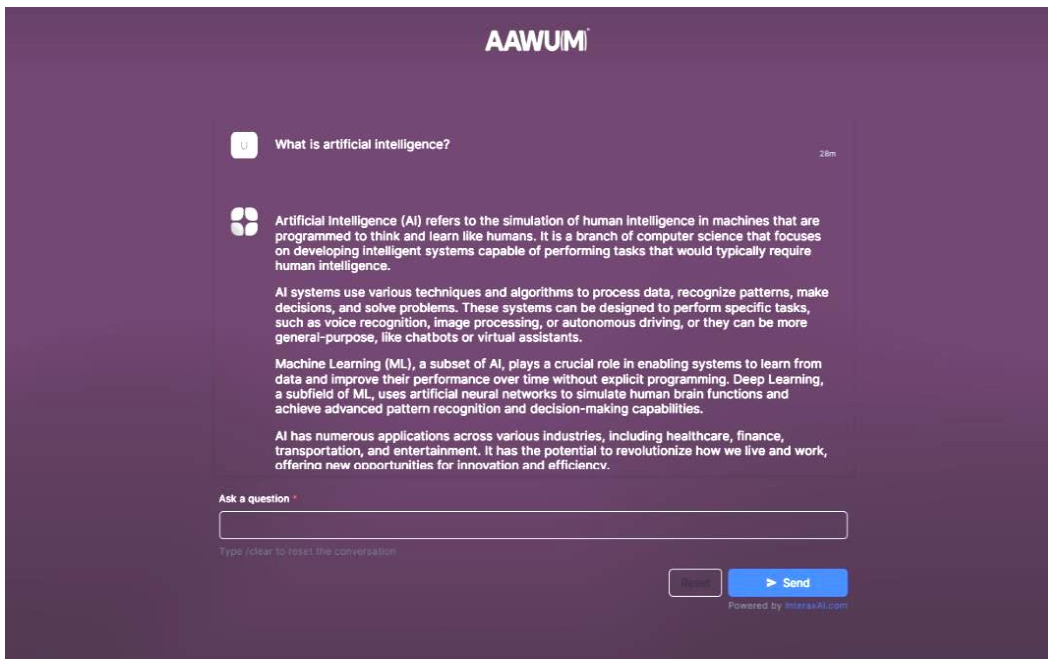 AAWUM
U
What is artificial intelligence?
28m
Artificial Intelligence (AI) refers to the simulation of human intelligence in machines that are
programmed to think and learn like humans. It is a branch of computer science that focuses
on developing intelligent systems capable of performing tasks that would typically require
human intelligence.
AI systems use various techniques and algorithms to process data, recognize patterns, make
decisions, and solve problems. These systems can be designed to perform specific tasks,
such as voice recognition, image processing, or autonomous driving, or they can be more
general-purpose, like chatbots or virtual assistants.
Machine Learning (ML), a subset of AI, plays a crucial role in enabling systems to learn from
data and improve their performance over time without explicit programming. Deep Learning,
a subfield of ML, uses artificial neural networks to simulate human brain functions and
achieve advanced pattern recognition and decision-making capabilities.
AI has numerous applications across various industries, including healthcare, finance,
transportation, and entertainment. It has the potential to revolutionize how we live and work,
offering new opportunities for innovation and efficiency.
Ask a question *
Type /clear to reset the conversation
Reset
Send
Powered by InteraxAI.com